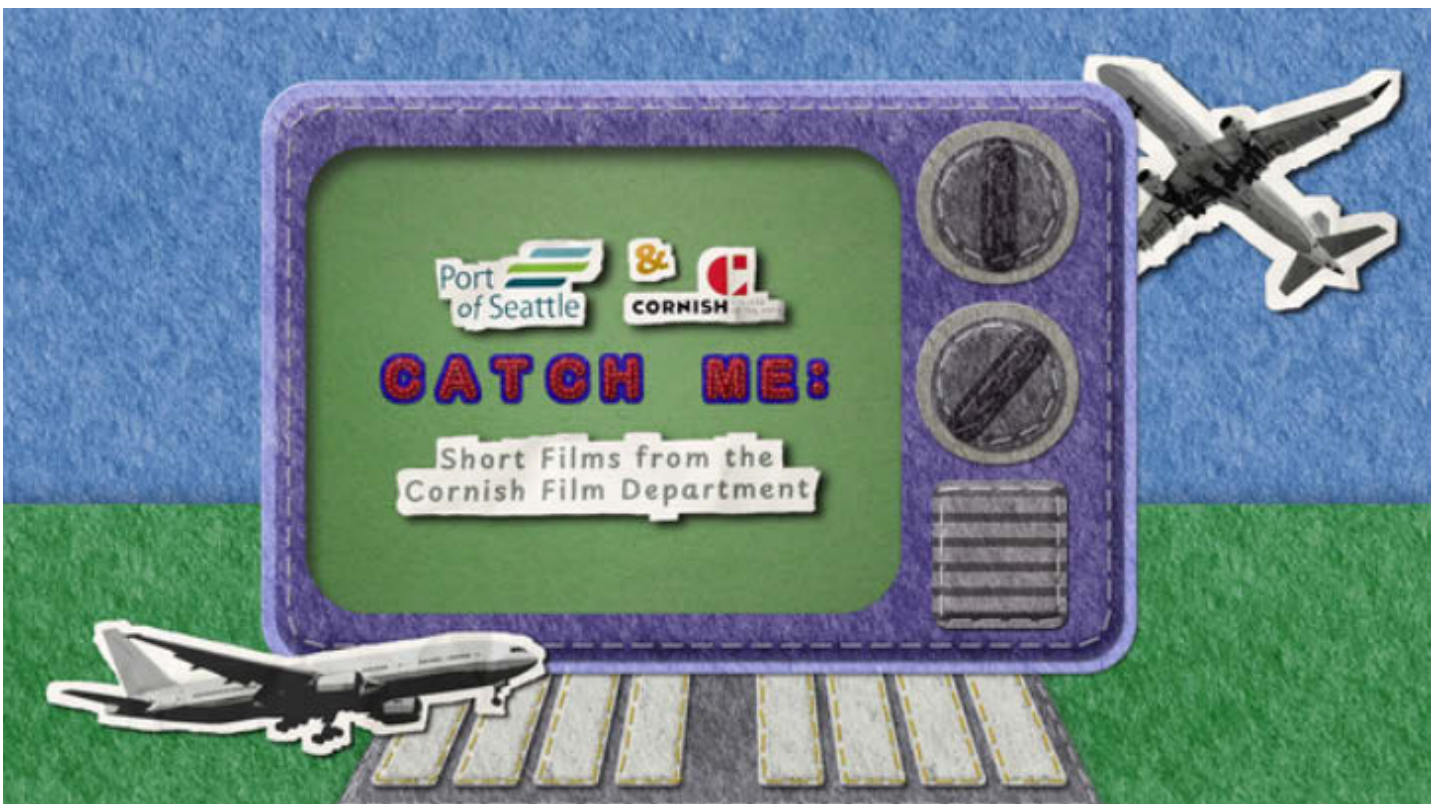 Port
of Seattle
&
CORNISH
CATCH ME:
Short Films from the
Cornish Film Department